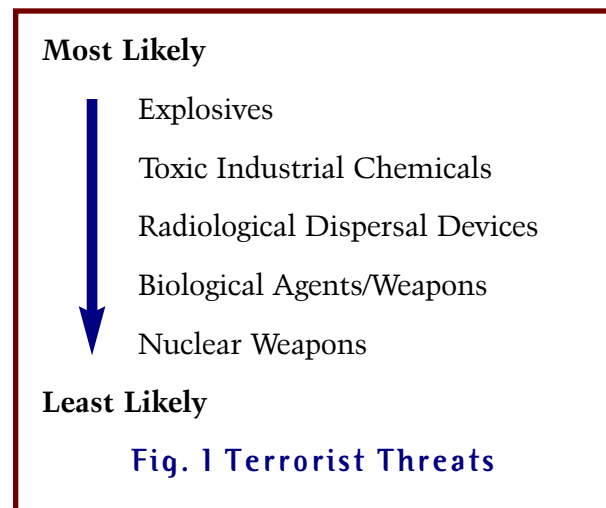 Most Likely
Explosives
Toxic Industrial Chemicals
Radiological Dispersal Devices
Biological Agents/Weapons
Nuclear Weapons
Least Likely
Fig. 1 Terrorist Threats